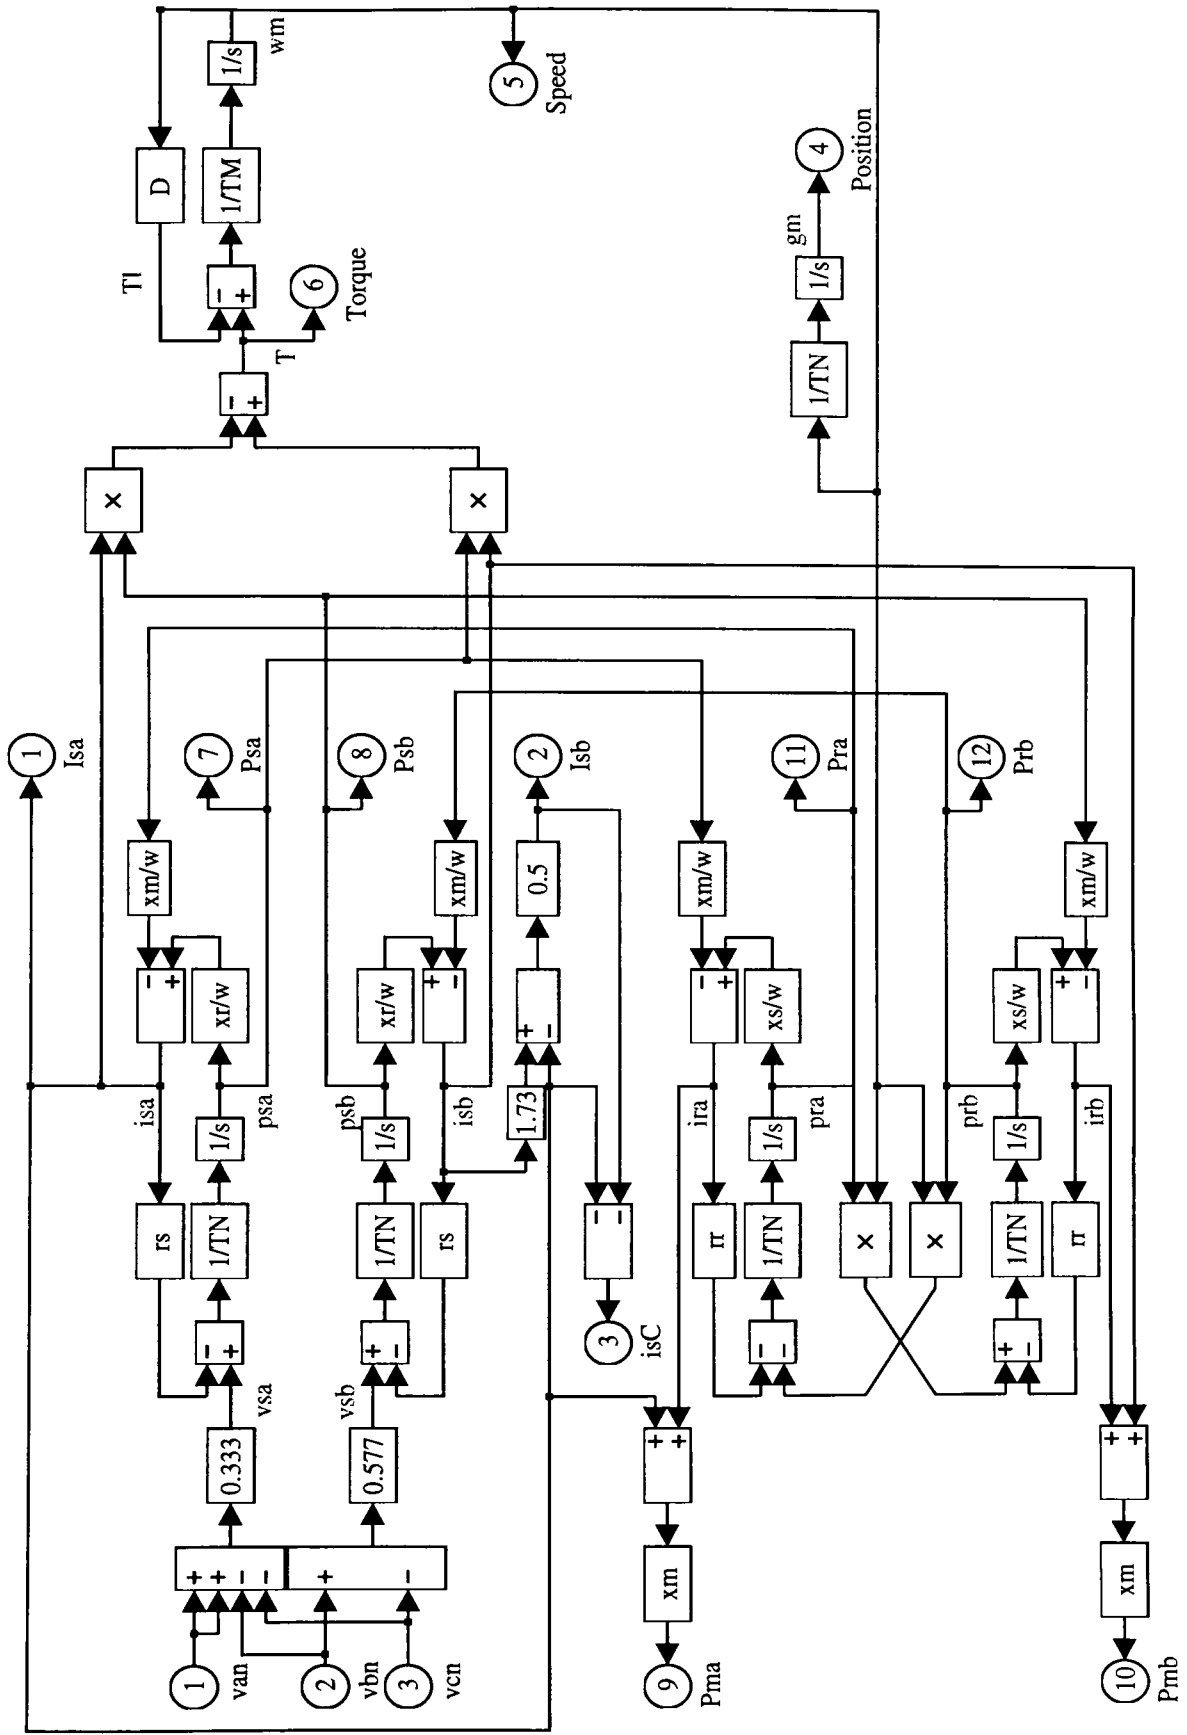 1
Isa
×
xm/w
−
+
isa
rs
Tl
D
1
van
+
+
−
−
0.333
vsa
−
+
1/TN
1/s
psa
xr/w
7
Psa
−
+
T
−
+
1/TM
1/s
wm
6
Torque
2
vbn
+
−
0.577
vsb
+
−
1/TN
1/s
psb
xr/w
8
Psb
3
vcn
rs
isb
+
−
xm/w
×
5
Speed
1.73
+
−
0.5
2
Isb
3
isC
−
−
9
Pma
xm
+
+
rr
ira
−
+
xm/w
−
−
1/TN
1/s
pra
xs/w
11
Pra
1/TN
1/s
gm
4
Position
×
×
+
−
1/TN
1/s
prb
xs/w
12
Prb
rr
irb
+
−
xm/w
10
Pmb
xm
+
+